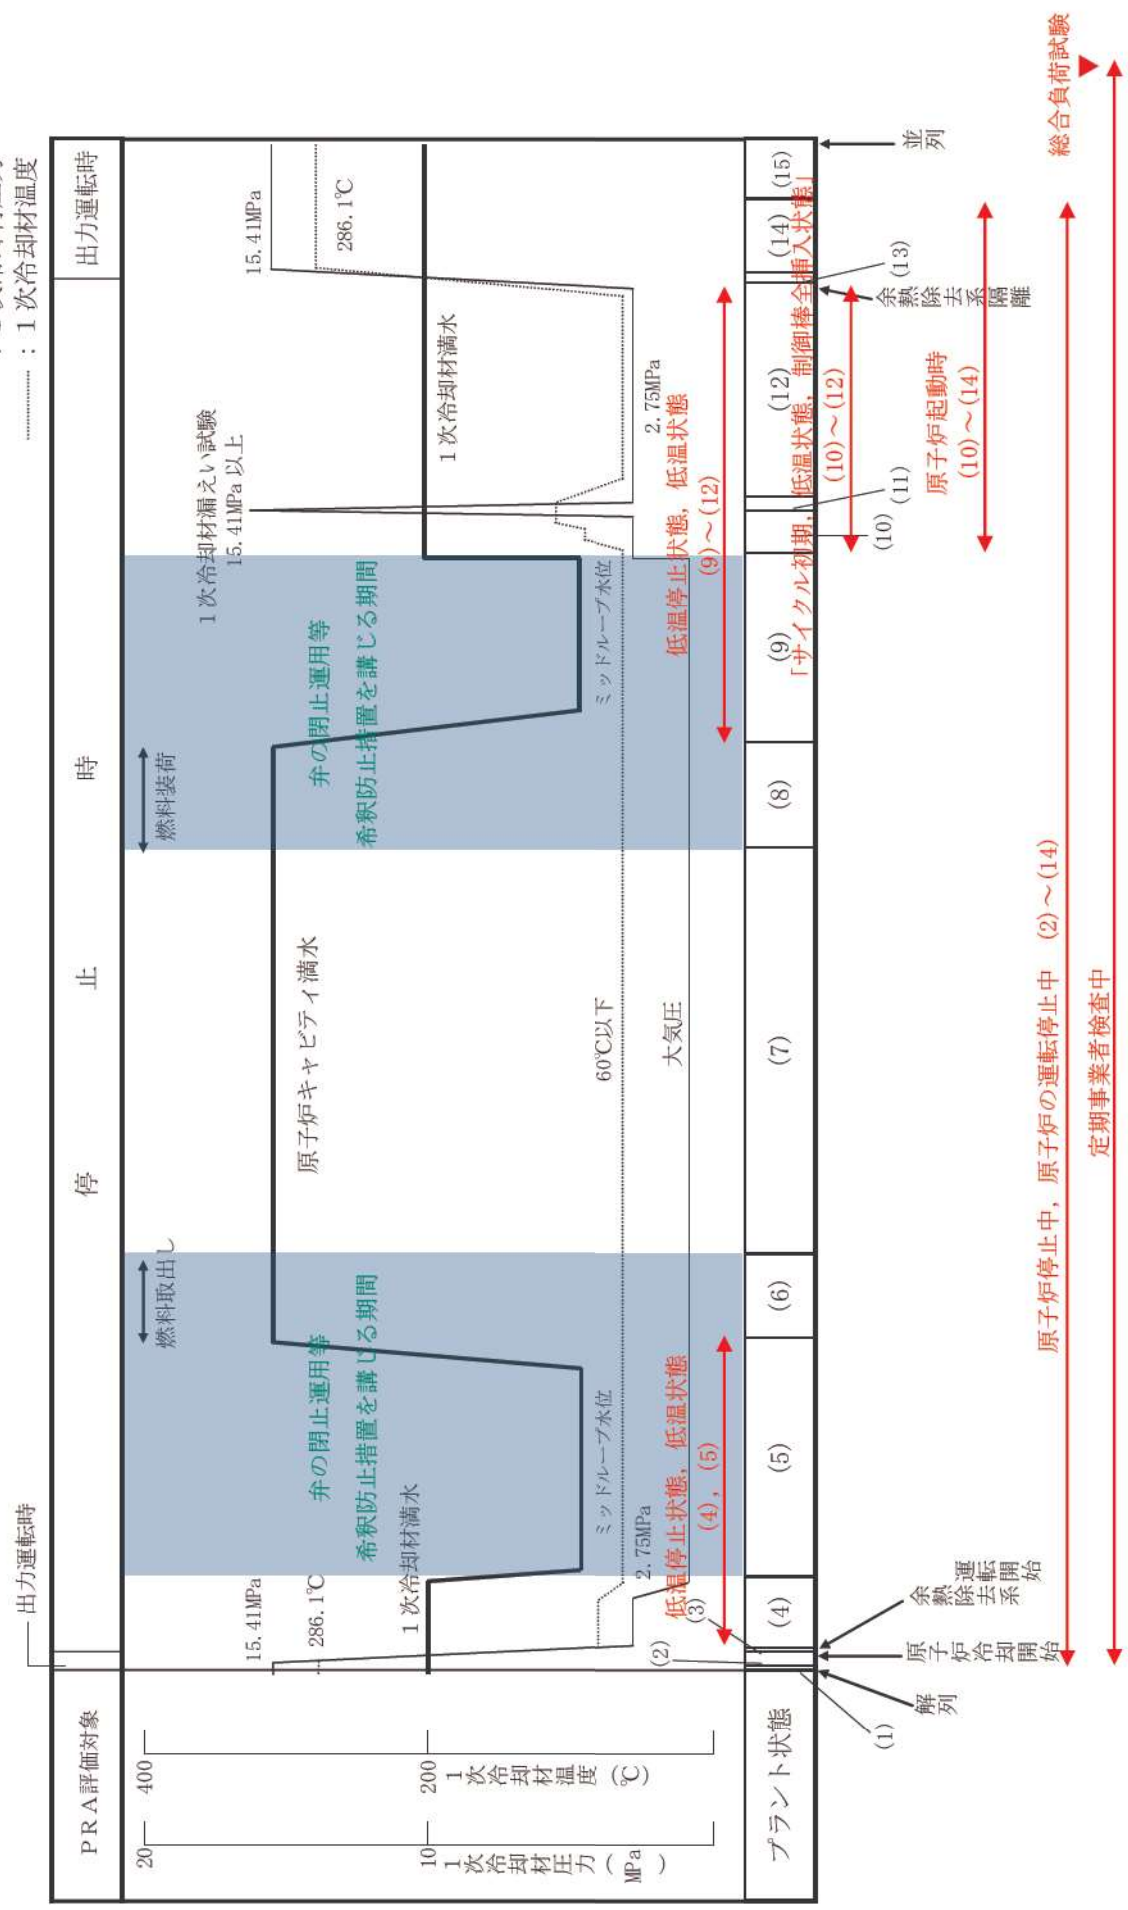 : 1次冷却材温度
出力運転時
PRA評価対象
停止時
出力運転時
燃料取出し
燃料装荷
20
400
10
200
1次冷却材圧力(MPa)
1次冷却材温度(℃)
15.41MPa
286.1℃
1次冷却材満水
弁の閉止運用等
希釈防止措置を講じる期間
ミッドループ水位
2.75MPa
低温停止状態，低温状態
(4)，(5)
原子炉キャビティ満水
60℃以下
大気圧
弁の閉止運用等
希釈防止措置を講じる期間
ミッドループ水位
1次冷却材漏えい試験
15.41MPa以上
1次冷却材満水
2.75MPa
15.41MPa
286.1℃
低温停止状態，低温状態
(9)～(12)
プラント状態
(1)
(2)
(3)
(4)
(5)
(6)
(7)
(8)
(9)
(10)
(11)
(12)
(13)
(14)
(15)
「サイクル初期，低温状態，制御棒全挿入状態」
(10)～(12)
解列
原子炉冷却開始
余熱除去系運転開始
余熱除去系隔離
並列
原子炉起動時
(10)～(14)
原子炉停止中，原子炉の運転停止中 (2)～(14)
総合負荷試験
定期事業者検査中